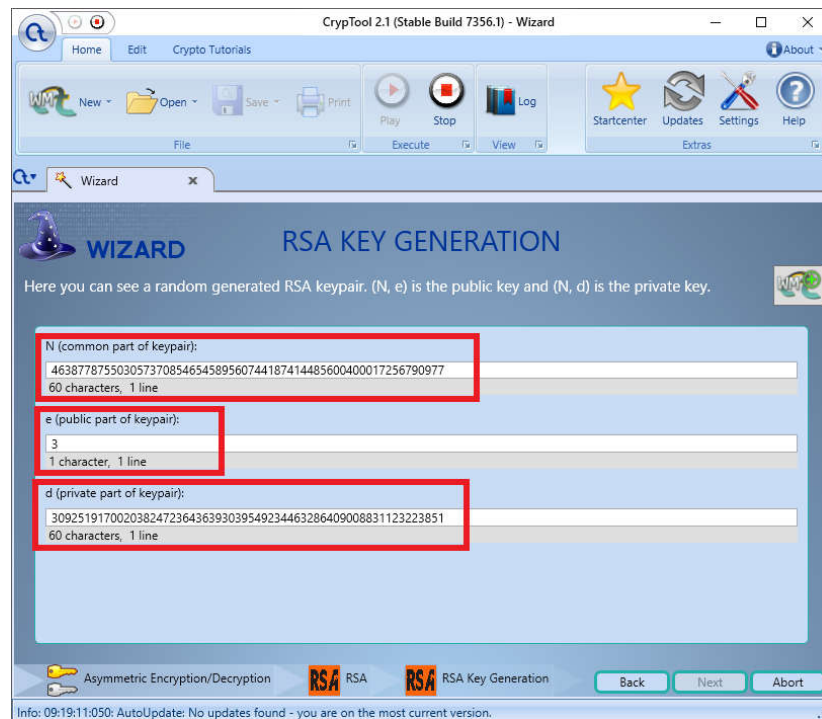 CrypTool 2.1 (Stable Build 7356.1) - Wizard
Home Edit Crypto Tutorials About
New Open Save Print Play Stop Log Startcenter Updates Settings Help
File Execute View Extras
Wizard
WIZARD RSA KEY GENERATION
Here you can see a random generated RSA keypair. (N, e) is the public key and (N, d) is the private key.
N (common part of keypair):
463877875503057370854654589560744187414485600400017256790977
60 characters, 1 line
e (public part of keypair):
3
1 character, 1 line
d (private part of keypair):
309251917002038247236436393039549234463286409008831123223851
60 characters, 1 line
Asymmetric Encryption/Decryption RSA RSA RSA RSA Key Generation Back Next Abort
Info: 09:19:11:050: AutoUpdate: No updates found - you are on the most current version.